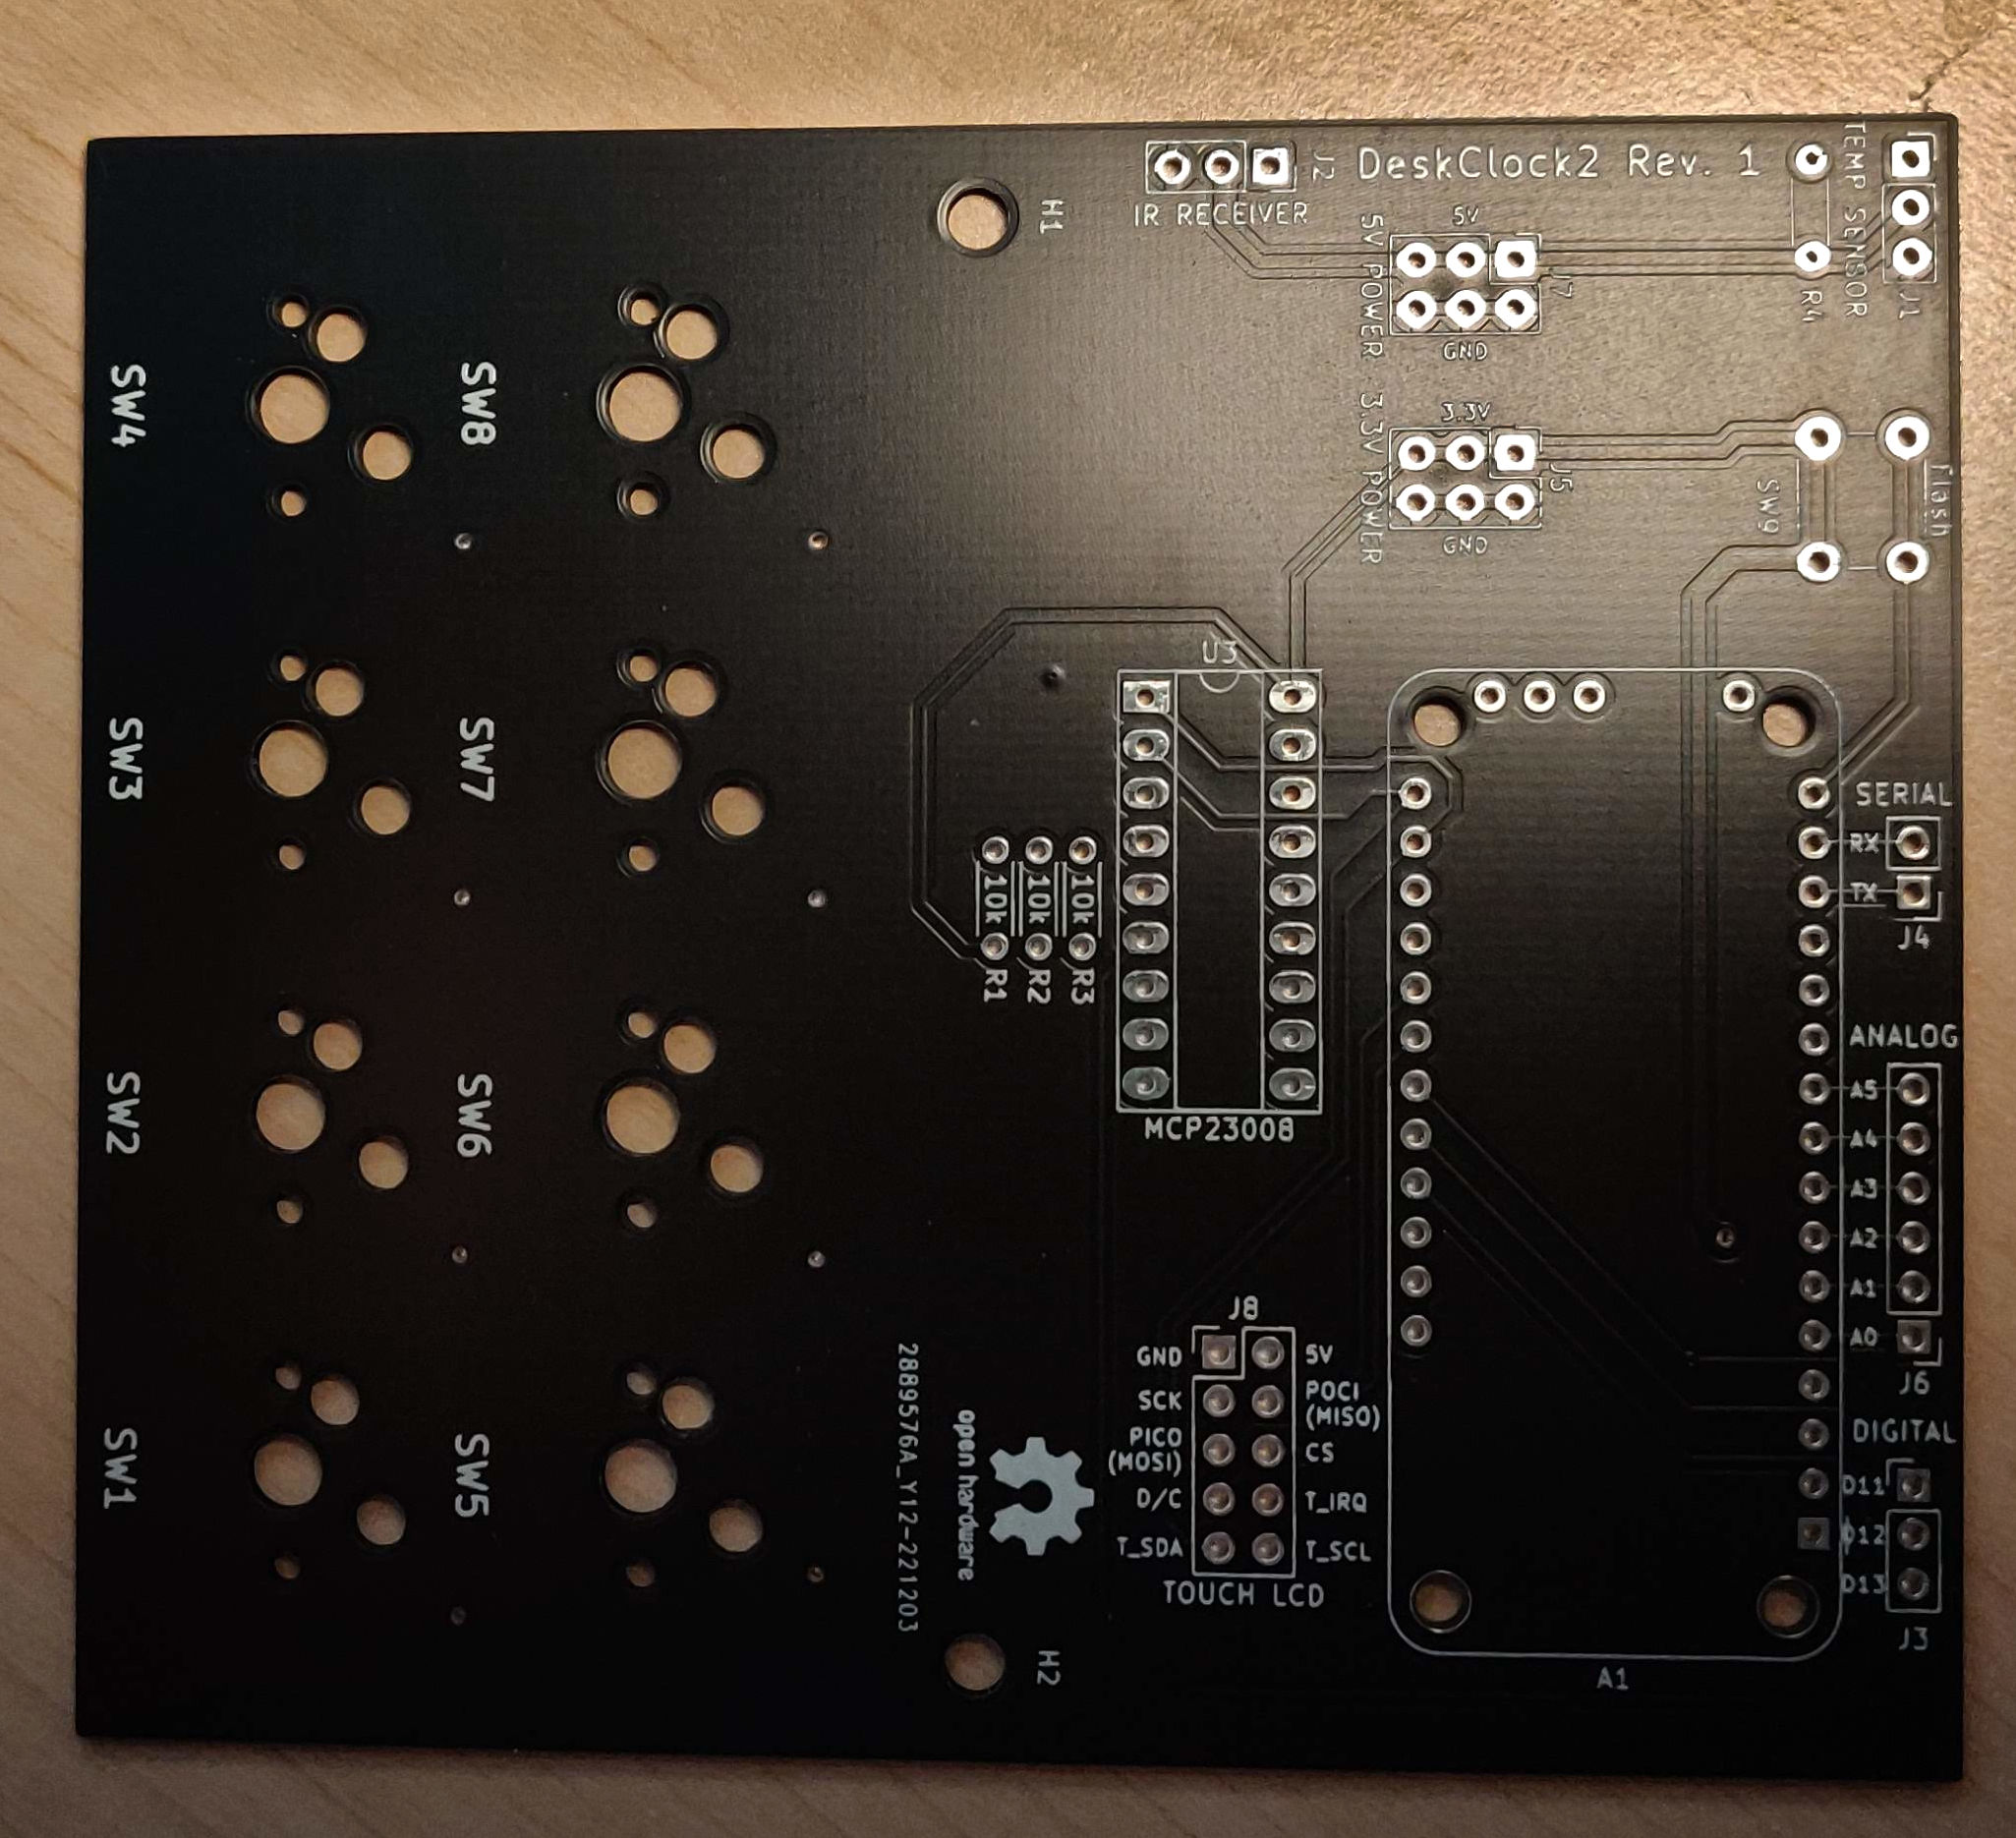 DeskClock2 Rev. 1
J2
IR RECEIVER
H1
TEMP SENSOR
J1
R4
5V
5V POWER
J7
GND
3.3V
3.3V POWER
J5
GND
SW9
flash
SW4
SW8
U3
MCP23008
SW3
SW7
10k
10k
10k
R1
R2
R3
SERIAL
RX
TX
J4
ANALOG
A5
A4
A3
A2
A1
A0
J6
DIGITAL
D11
D12
D13
J3
A1
SW2
SW6
J8
GND
5V
SCK
POCI
(MISO)
PICO
(MOSI)
CS
D/C
T_IRQ
T_SDA
T_SCL
TOUCH LCD
SW1
SW5
2889576A_Y12-221203
open hardware
H2